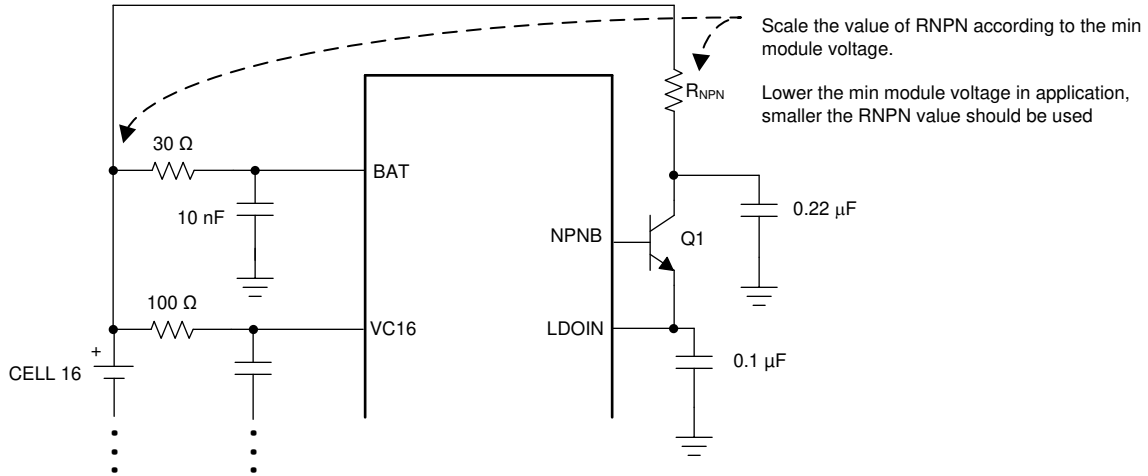 Scale the value of RNPN according to the min
module voltage.
Lower the min module voltage in application,
smaller the RNPN value should be used
RNPN
30 Ω
BAT
10 nF
0.22 μF
NPNB
Q1
100 Ω
VC16
LDOIN
+
CELL 16
0.1 μF